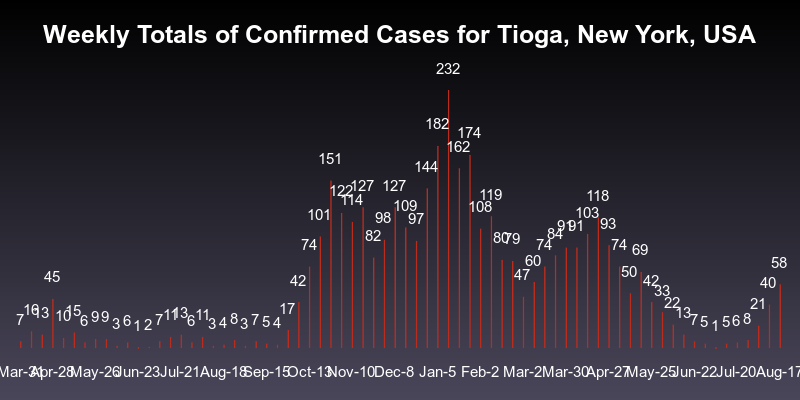 Weekly Totals of Confirmed Cases for Tioga, New York, USA
7 16 13 45 10 15 6 9 9 3 6 1 2 7 11 13 6 11 3 4 8 3 7 5 4 17 42 74 101 151 122 114 127 82 98 127 109 97 144 182 232 162 174 108 119 80 79 47 60 74 84 91 91 103 118 93 74 50 69 42 33 22 13 7 5 1 5 6 8 21 40 58
Mar-31 Apr-28 May-26 Jun-23 Jul-21 Aug-18 Sep-15 Oct-13 Nov-10 Dec-8 Jan-5 Feb-2 Mar-2 Mar-30 Apr-27 May-25 Jun-22 Jul-20 Aug-17